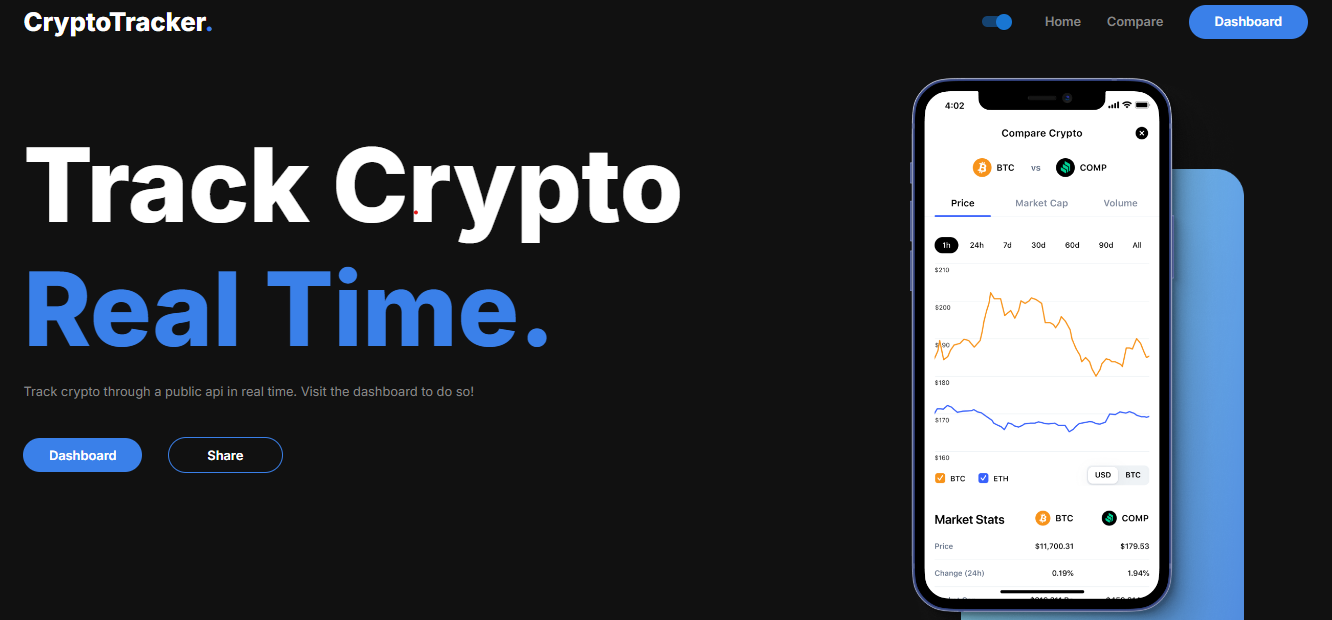 CryptoTracker.
Home Compare Dashboard
Track Crypto
Real Time.
Track crypto through a public api in real time. Visit the dashboard to do so!
Dashboard Share
4:02
Compare Crypto
BTC vs COMP
Price Market Cap Volume
1h 24h 7d 30d 60d 90d All
$210
$200
$190
$180
$170
$160
BTC ETH USD BTC
Market Stats BTC COMP
Price $11,700.31 $179.53
Change (24h) 0.19% 1.94%